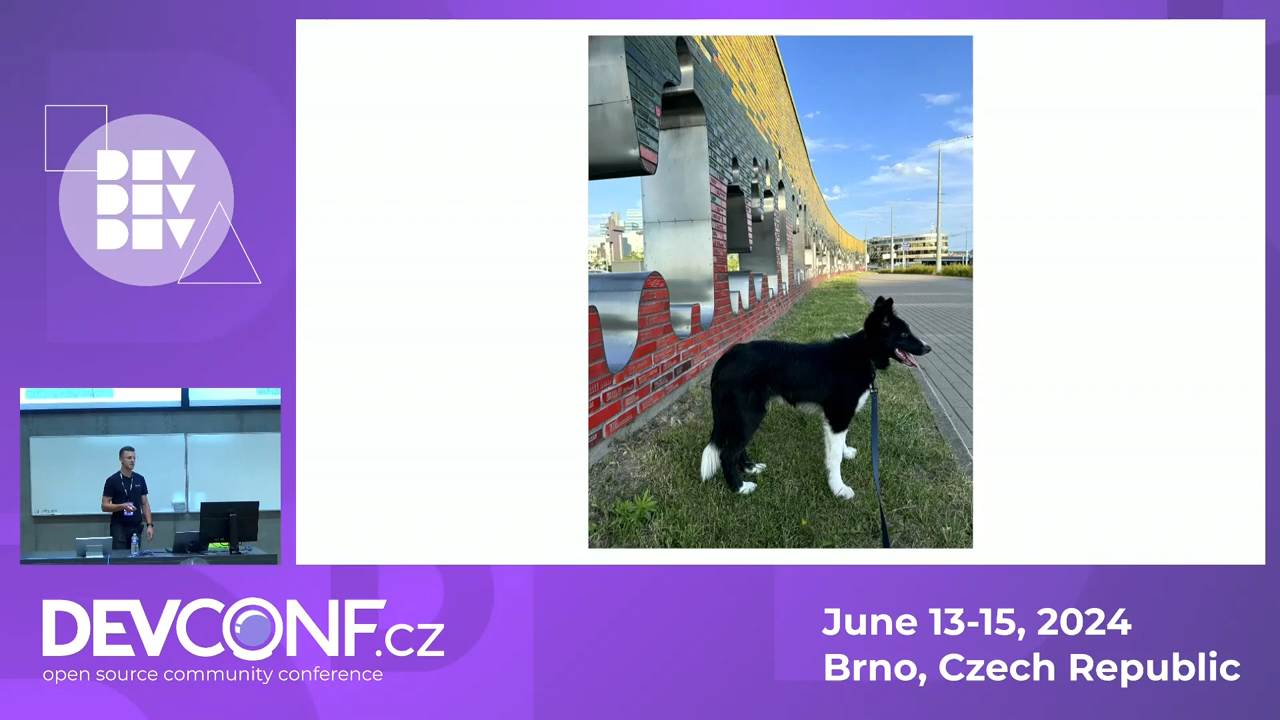 DEV
DEV
DEV
DEVCONF.cz
open source community conference
June 13-15, 2024
Brno, Czech Republic